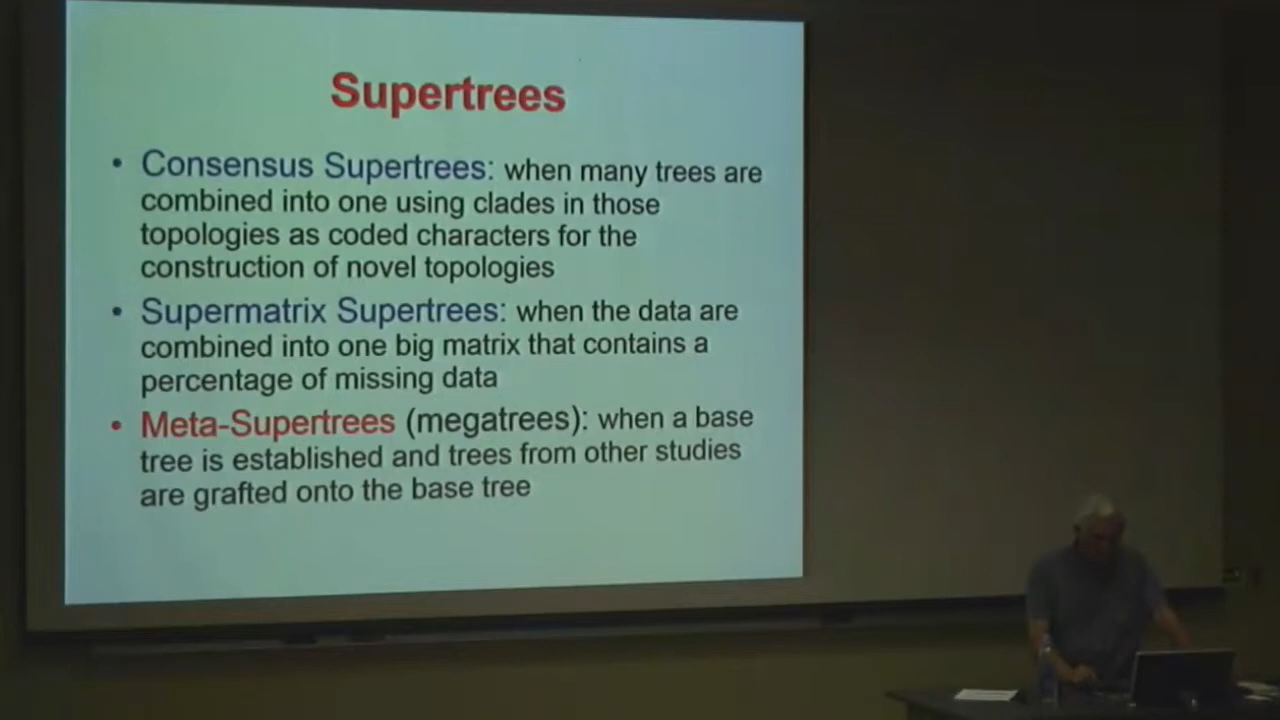 Supertrees
• Consensus Supertrees: when many trees are
combined into one using clades in those
topologies as coded characters for the
construction of novel topologies
• Supermatrix Supertrees: when the data are
combined into one big matrix that contains a
percentage of missing data
• Meta-Supertrees (megatrees): when a base
tree is established and trees from other studies
are grafted onto the base tree